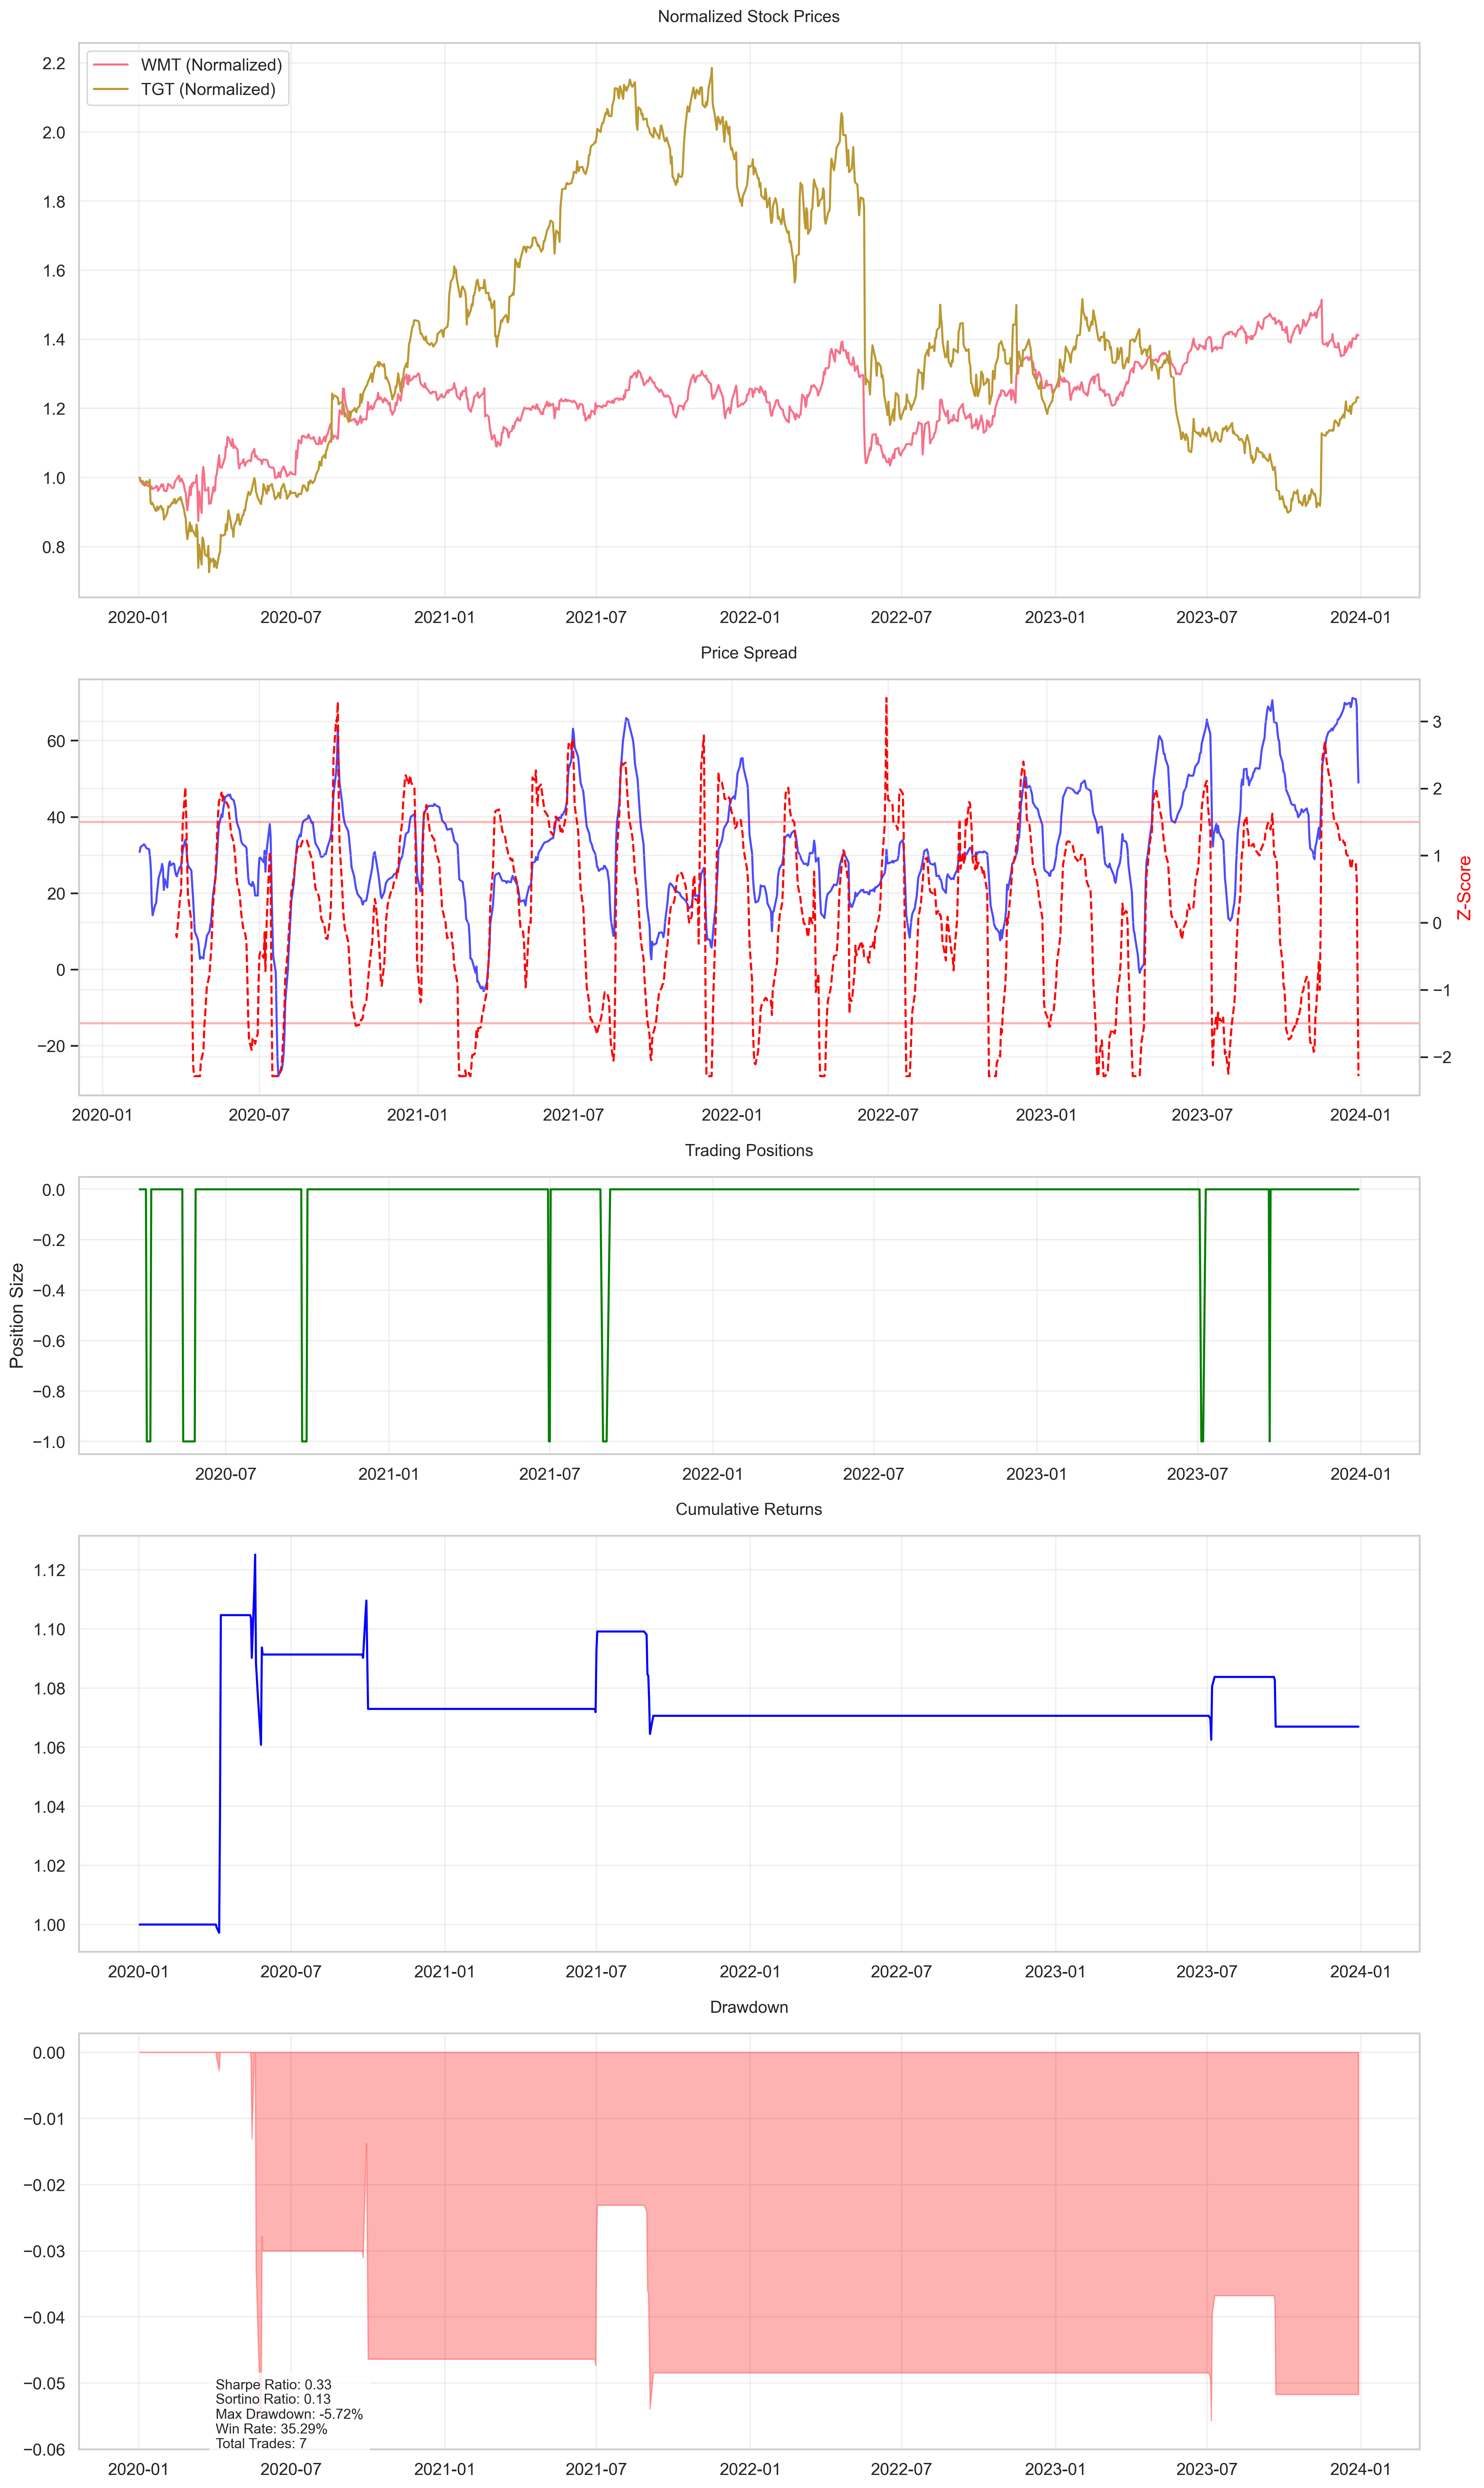 Normalized Stock Prices
WMT (Normalized)
TGT (Normalized)
2.2
2.0
1.8
1.6
1.4
1.2
1.0
0.8
2020-01 2020-07 2021-01 2021-07 2022-01 2022-07 2023-01 2023-07 2024-01
Price Spread
60
40
20
0
−20
3
2
1
0
−1
−2
Z-Score
2020-01 2020-07 2021-01 2021-07 2022-01 2022-07 2023-01 2023-07 2024-01
Trading Positions
Position Size
0.0
−0.2
−0.4
−0.6
−0.8
−1.0
2020-07 2021-01 2021-07 2022-01 2022-07 2023-01 2023-07 2024-01
Cumulative Returns
1.12
1.10
1.08
1.06
1.04
1.02
1.00
2020-01 2020-07 2021-01 2021-07 2022-01 2022-07 2023-01 2023-07 2024-01
Drawdown
0.00
−0.01
−0.02
−0.03
−0.04
−0.05
−0.06
Sharpe Ratio: 0.33
Sortino Ratio: 0.13
Max Drawdown: -5.72%
Win Rate: 35.29%
Total Trades: 7
2020-01 2020-07 2021-01 2021-07 2022-01 2022-07 2023-01 2023-07 2024-01